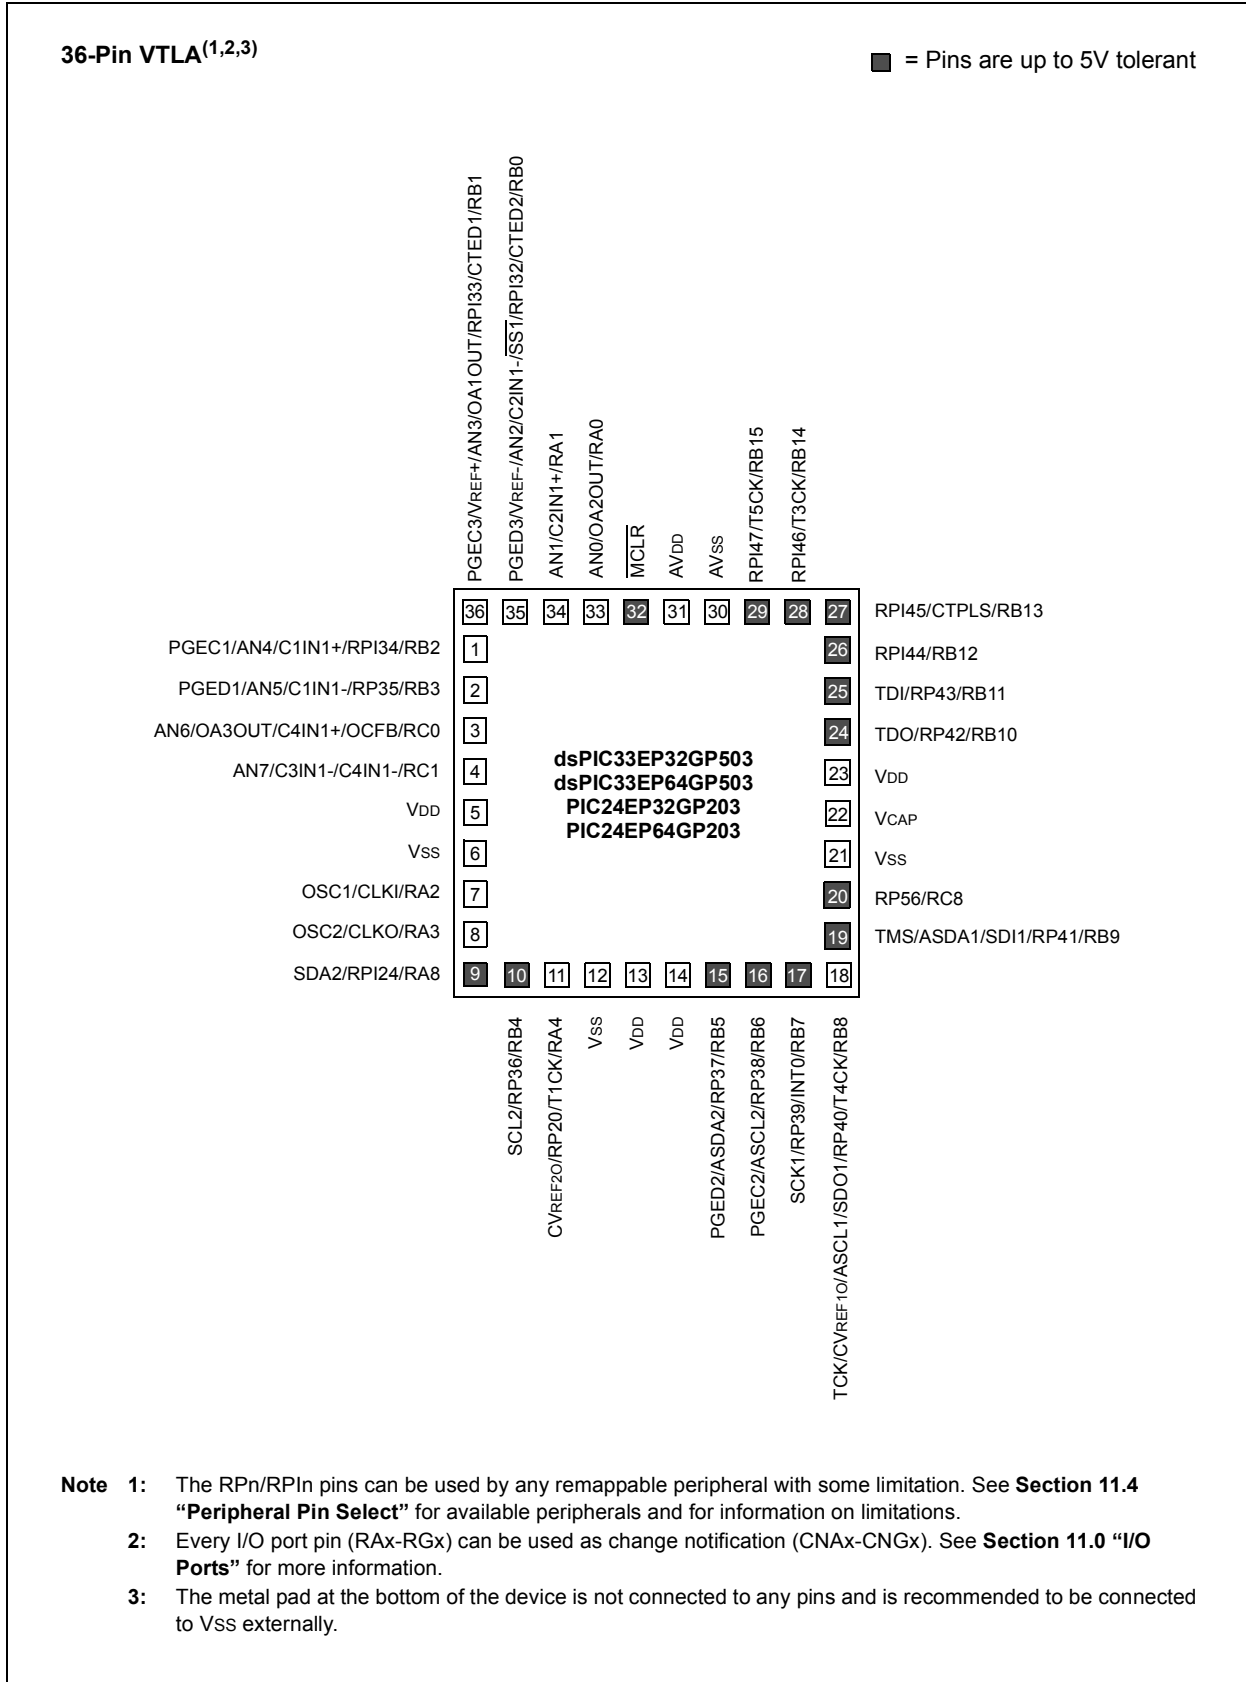 36-Pin VTLA(1,2,3)
= Pins are up to 5V tolerant
PGEC3/VREF+/AN3/OA1OUT/RPI33/CTED1/RB1
PGED3/VREF-/AN2/C2IN1-/SS1/RPI32/CTED2/RB0
AN1/C2IN1+/RA1
AN0/OA2OUT/RA0
MCLR
AVDD
AVSS
RPI47/T5CK/RB15
RPI46/T3CK/RB14
36 35 34 33 32 31 30 29 28 27 RPI45/CTPLS/RB13
PGEC1/AN4/C1IN1+/RPI34/RB2 1 26 RPI44/RB12
PGED1/AN5/C1IN1-/RP35/RB3 2 25 TDI/RP43/RB11
AN6/OA3OUT/C4IN1+/OCFB/RC0 3 24 TDO/RP42/RB10
AN7/C3IN1-/C4IN1-/RC1 4 23 VDD
VDD 5 22 VCAP
VSS 6 21 VSS
OSC1/CLKI/RA2 7 20 RP56/RC8
OSC2/CLKO/RA3 8 19 TMS/ASDA1/SDI1/RP41/RB9
dsPIC33EP32GP503
dsPIC33EP64GP503
PIC24EP32GP203
PIC24EP64GP203
SDA2/RPI24/RA8 9 10 11 12 13 14 15 16 17 18
SCL2/RP36/RB4
CVREF2O/RP20/T1CK/RA4
VSS
VDD
VDD
PGED2/ASDA2/RP37/RB5
PGEC2/ASCL2/RP38/RB6
SCK1/RP39/INT0/RB7
TCK/CVREF1O/ASCL1/SDO1/RP40/T4CK/RB8
Note 1: The RPn/RPIn pins can be used by any remappable peripheral with some limitation. See Section 11.4
“Peripheral Pin Select” for available peripherals and for information on limitations.
2: Every I/O port pin (RAx-RGx) can be used as change notification (CNAx-CNGx). See Section 11.0 “I/O
Ports” for more information.
3: The metal pad at the bottom of the device is not connected to any pins and is recommended to be connected
to VSS externally.